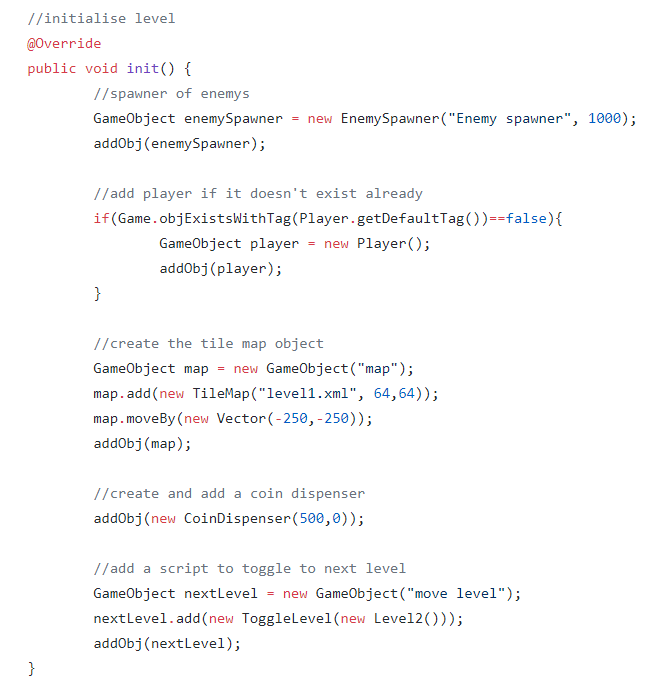 //initialise level
@Override
public void init() {
        //spawner of enemys
        GameObject enemySpawner = new EnemySpawner("Enemy spawner", 1000);
        addObj(enemySpawner);

        //add player if it doesn't exist already
        if(Game.objExistsWithTag(Player.getDefaultTag())==false){
                GameObject player = new Player();
                addObj(player);
        }

        //create the tile map object
        GameObject map = new GameObject("map");
        map.add(new TileMap("level1.xml", 64,64));
        map.moveBy(new Vector(-250,-250));
        addObj(map);

        //create and add a coin dispenser
        addObj(new CoinDispenser(500,0));

        //add a script to toggle to next level
        GameObject nextLevel = new GameObject("move level");
        nextLevel.add(new ToggleLevel(new Level2()));
        addObj(nextLevel);
}